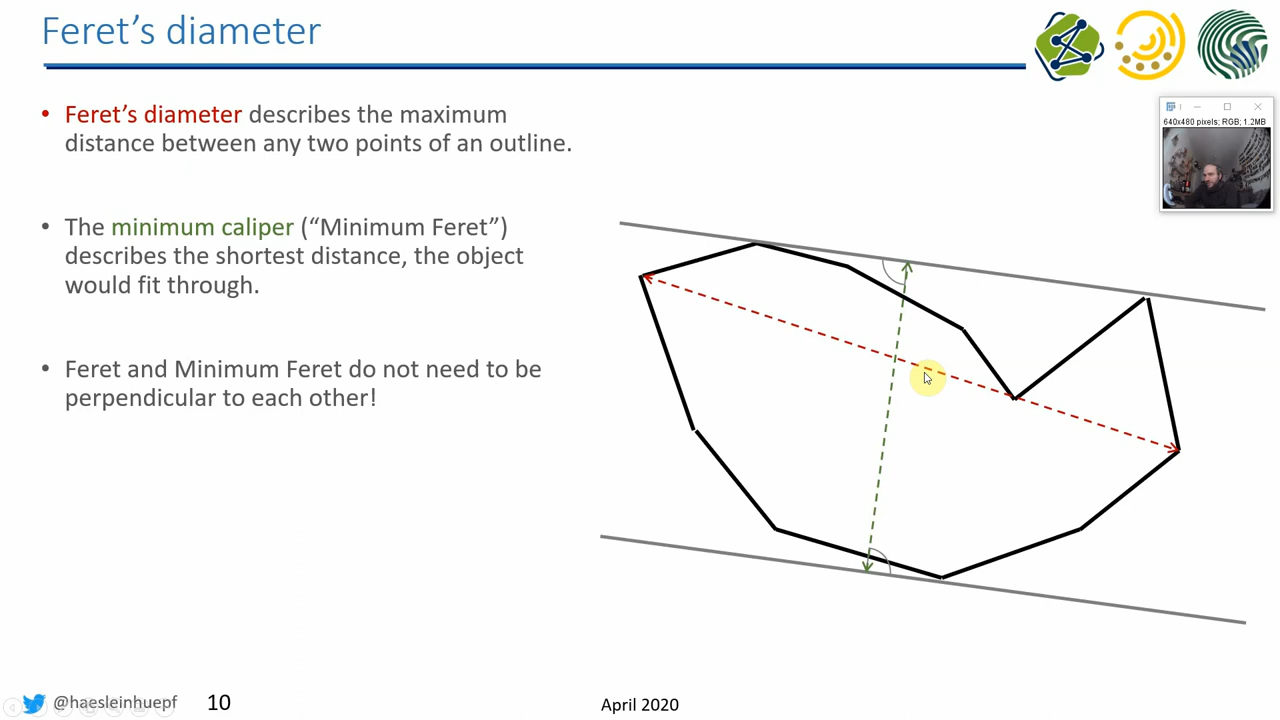 Feret's diameter
• Feret's diameter describes the maximum
distance between any two points of an outline.
• The minimum caliper ("Minimum Feret")
describes the shortest distance, the object
would fit through.
• Feret and Minimum Feret do not need to be
perpendicular to each other!
640x480 pixels; RGB; 1.2MB
@haesleinhuepf
10
April 2020